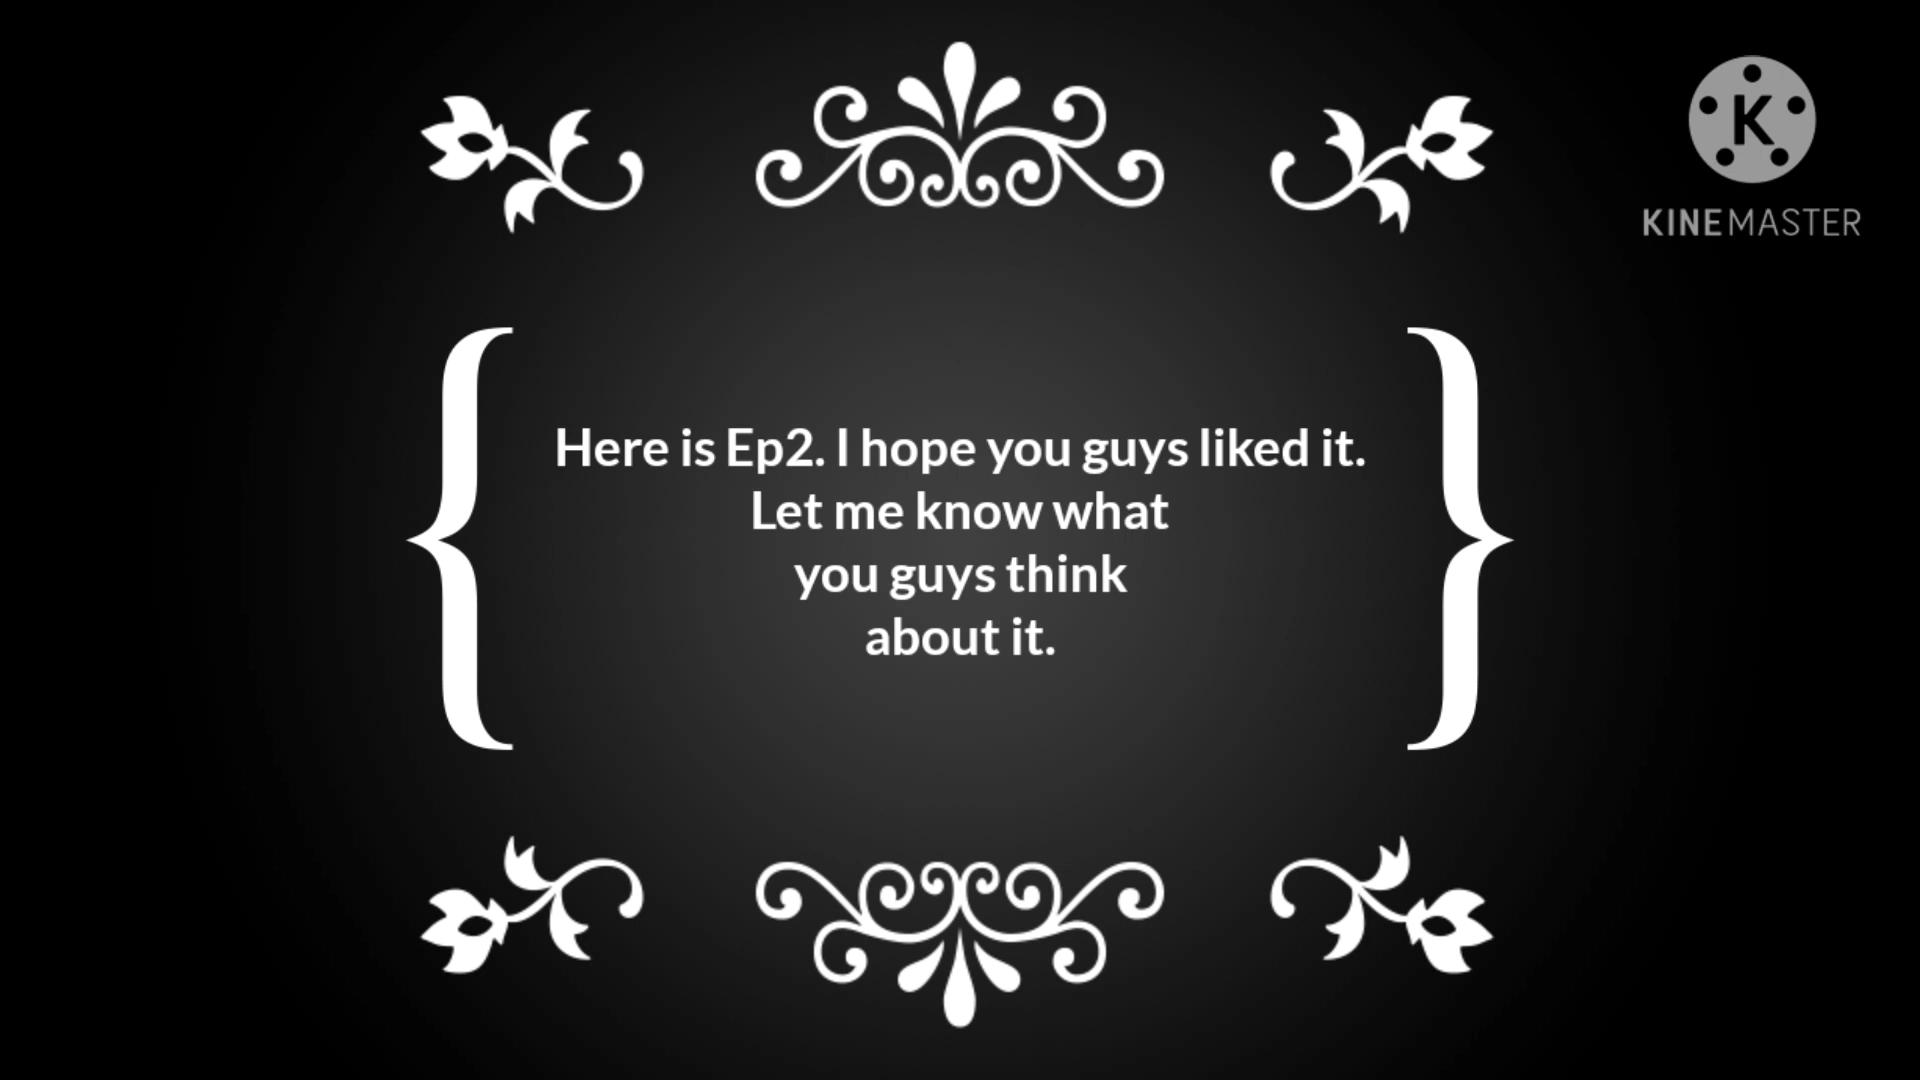 K
KINEMASTER
Here is Ep2. I hope you guys liked it.
Let me know what
you guys think
about it.